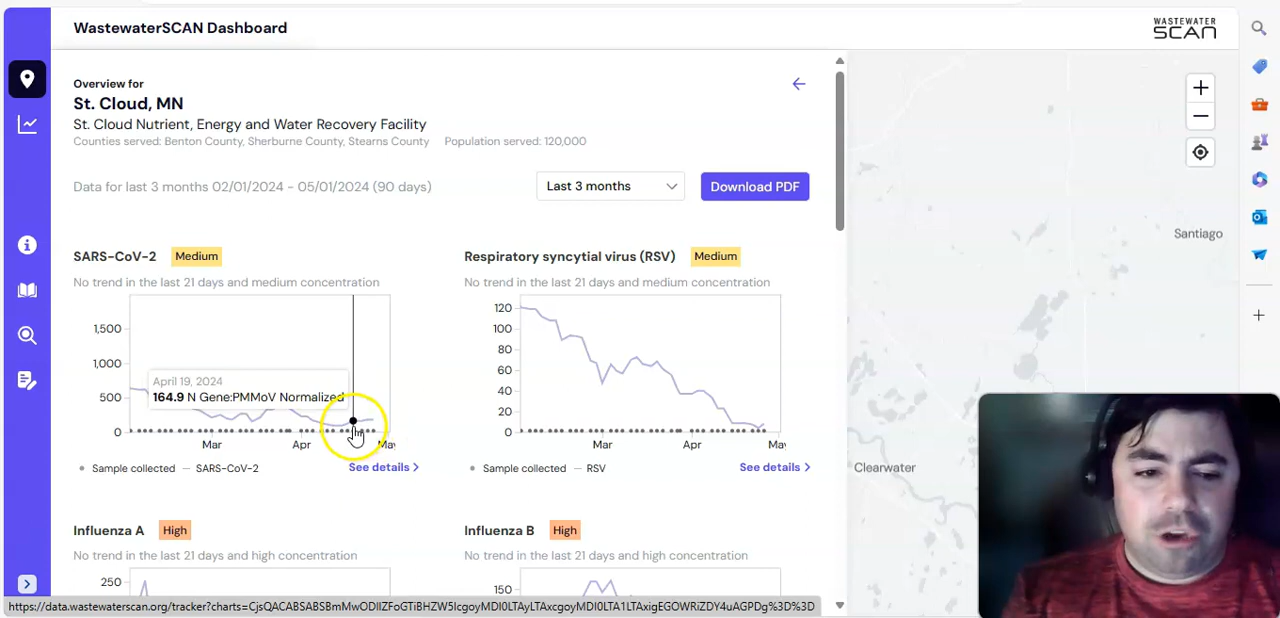 WastewaterSCAN Dashboard
WASTEWATER
SCAN
Overview for
St. Cloud, MN
St. Cloud Nutrient, Energy and Water Recovery Facility
Counties served: Benton County, Sherburne County, Stearns County Population served: 120,000
Data for last 3 months 02/01/2024 - 05/01/2024 (90 days)
Last 3 months
Download PDF
SARS-CoV-2 Medium
No trend in the last 21 days and medium concentration
1,500
1,000
500
0
April 19, 2024
164.9 N Gene:PMMoV Normalized
Mar Apr May
Sample collected SARS-CoV-2
See details
Respiratory syncytial virus (RSV) Medium
No trend in the last 21 days and medium concentration
120
100
80
60
40
20
0
Mar Apr May
Sample collected RSV
See details
Influenza A High
No trend in the last 21 days and high concentration
250
Influenza B High
No trend in the last 21 days and high concentration
150
Santiago
Clearwater